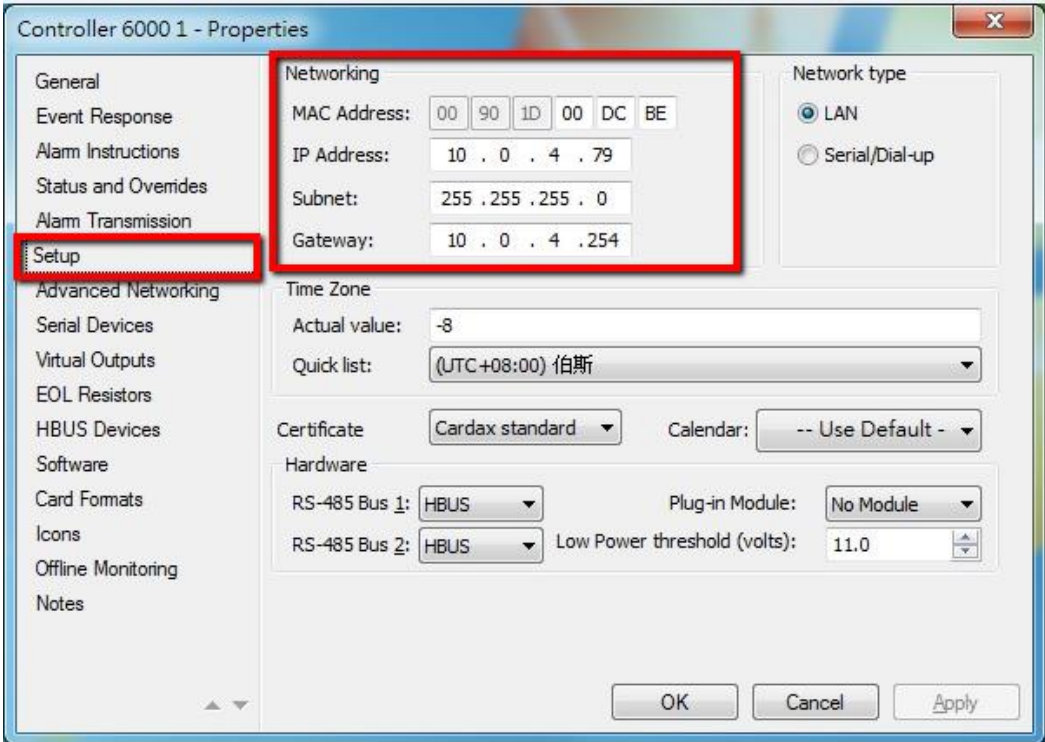 Controller 6000 1 - Properties
General
Event Response
Alarm Instructions
Status and Overrides
Alarm Transmission
Setup
Advanced Networking
Serial Devices
Virtual Outputs
EOL Resistors
HBUS Devices
Software
Card Formats
Icons
Offline Monitoring
Notes
Networking
MAC Address: 00 90 1D 00 DC BE
IP Address: 10 . 0 . 4 . 79
Subnet: 255 . 255 . 255 . 0
Gateway: 10 . 0 . 4 . 254
Network type
LAN
Serial/Dial-up
Time Zone
Actual value: -8
Quick list: (UTC+08:00) 伯斯
Certificate Cardax standard Calendar: -- Use Default -
Hardware
RS-485 Bus 1: HBUS Plug-in Module: No Module
RS-485 Bus 2: HBUS Low Power threshold (volts): 11.0
OK Cancel Apply